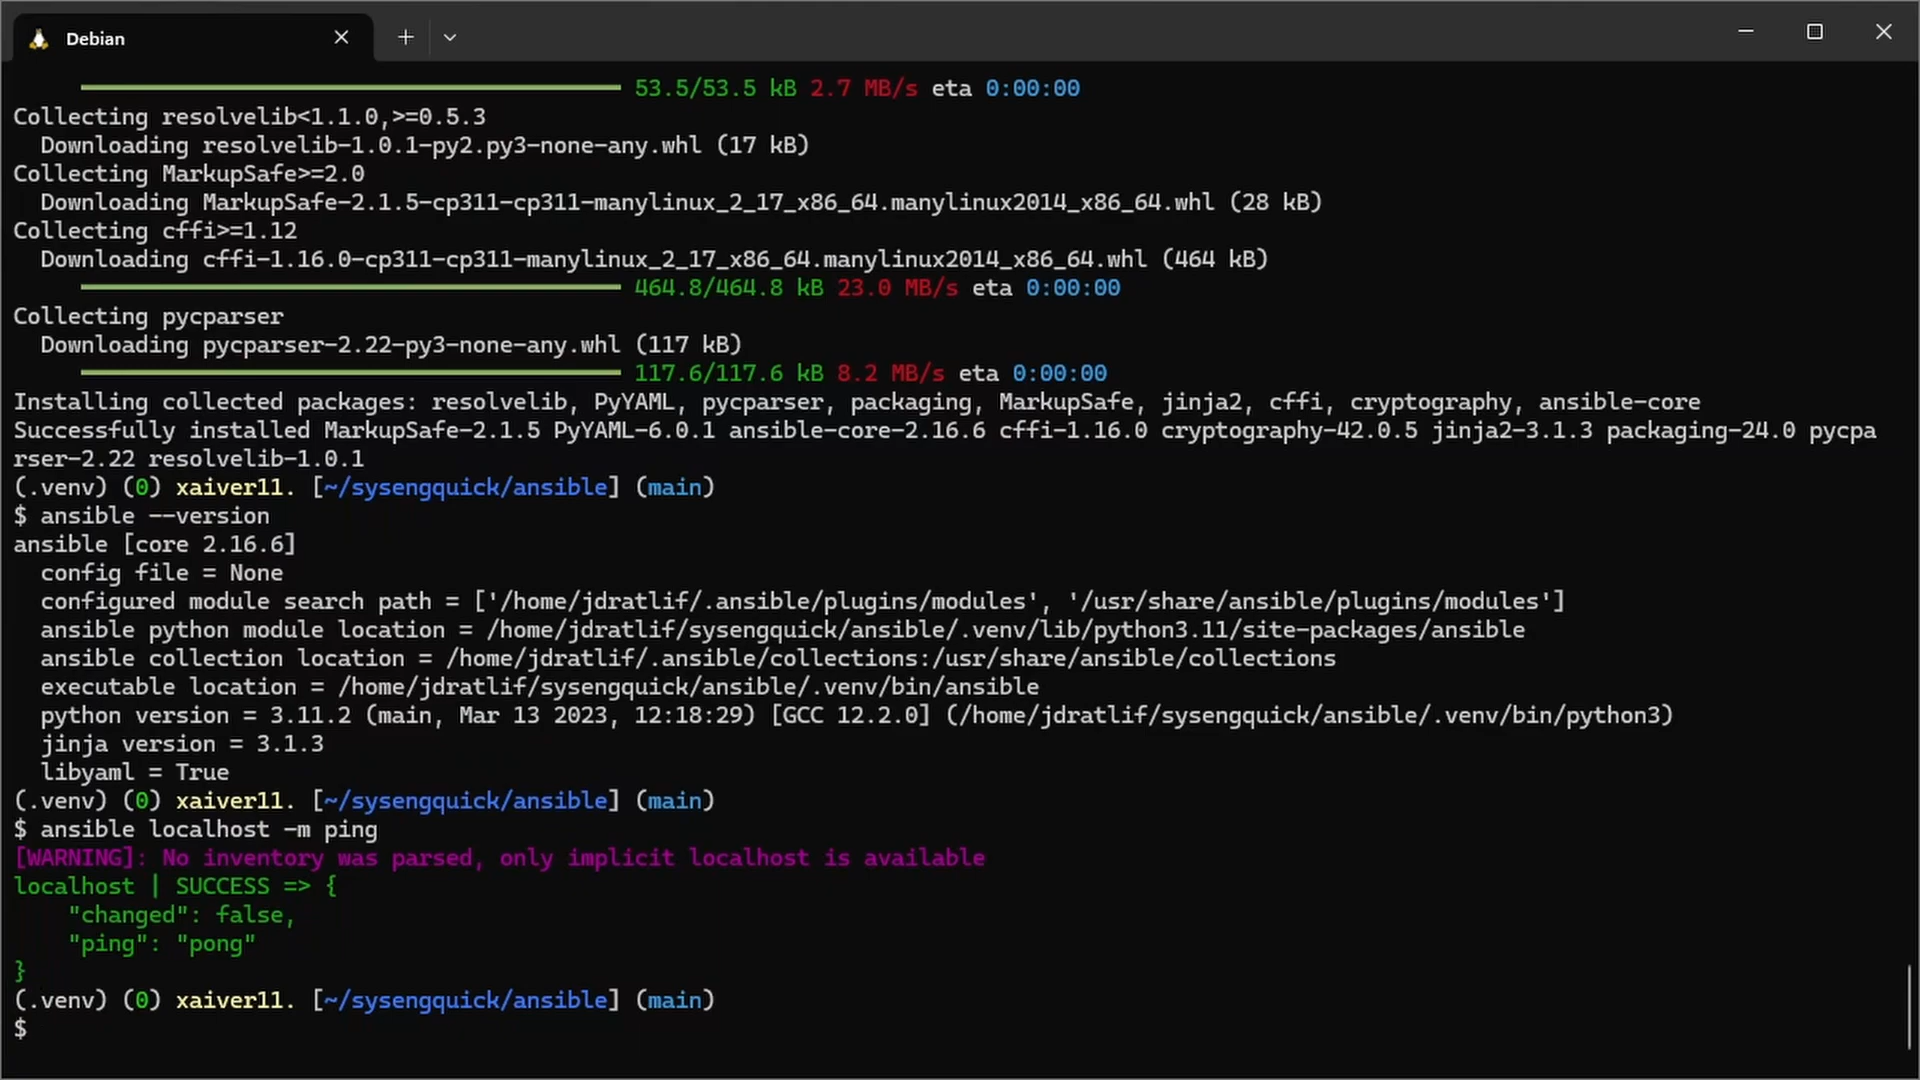 Debian
53.5/53.5 kB 2.7 MB/s eta 0:00:00
Collecting resolvelib<1.1.0,>=0.5.3
  Downloading resolvelib-1.0.1-py2.py3-none-any.whl (17 kB)
Collecting MarkupSafe>=2.0
  Downloading MarkupSafe-2.1.5-cp311-cp311-manylinux_2_17_x86_64.manylinux2014_x86_64.whl (28 kB)
Collecting cffi>=1.12
  Downloading cffi-1.16.0-cp311-cp311-manylinux_2_17_x86_64.manylinux2014_x86_64.whl (464 kB)
464.8/464.8 kB 23.0 MB/s eta 0:00:00
Collecting pycparser
  Downloading pycparser-2.22-py3-none-any.whl (117 kB)
117.6/117.6 kB 8.2 MB/s eta 0:00:00
Installing collected packages: resolvelib, PyYAML, pycparser, packaging, MarkupSafe, jinja2, cffi, cryptography, ansible-core
Successfully installed MarkupSafe-2.1.5 PyYAML-6.0.1 ansible-core-2.16.6 cffi-1.16.0 cryptography-42.0.5 jinja2-3.1.3 packaging-24.0 pycpa
rser-2.22 resolvelib-1.0.1
(.venv) (0) xaiver11. [~/sysengquick/ansible] (main)
$ ansible --version
ansible [core 2.16.6]
  config file = None
  configured module search path = ['/home/jdratlif/.ansible/plugins/modules', '/usr/share/ansible/plugins/modules']
  ansible python module location = /home/jdratlif/sysengquick/ansible/.venv/lib/python3.11/site-packages/ansible
  ansible collection location = /home/jdratlif/.ansible/collections:/usr/share/ansible/collections
  executable location = /home/jdratlif/sysengquick/ansible/.venv/bin/ansible
  python version = 3.11.2 (main, Mar 13 2023, 12:18:29) [GCC 12.2.0] (/home/jdratlif/sysengquick/ansible/.venv/bin/python3)
  jinja version = 3.1.3
  libyaml = True
(.venv) (0) xaiver11. [~/sysengquick/ansible] (main)
$ ansible localhost -m ping
[WARNING]: No inventory was parsed, only implicit localhost is available
localhost | SUCCESS => {
    "changed": false,
    "ping": "pong"
}
(.venv) (0) xaiver11. [~/sysengquick/ansible] (main)
$